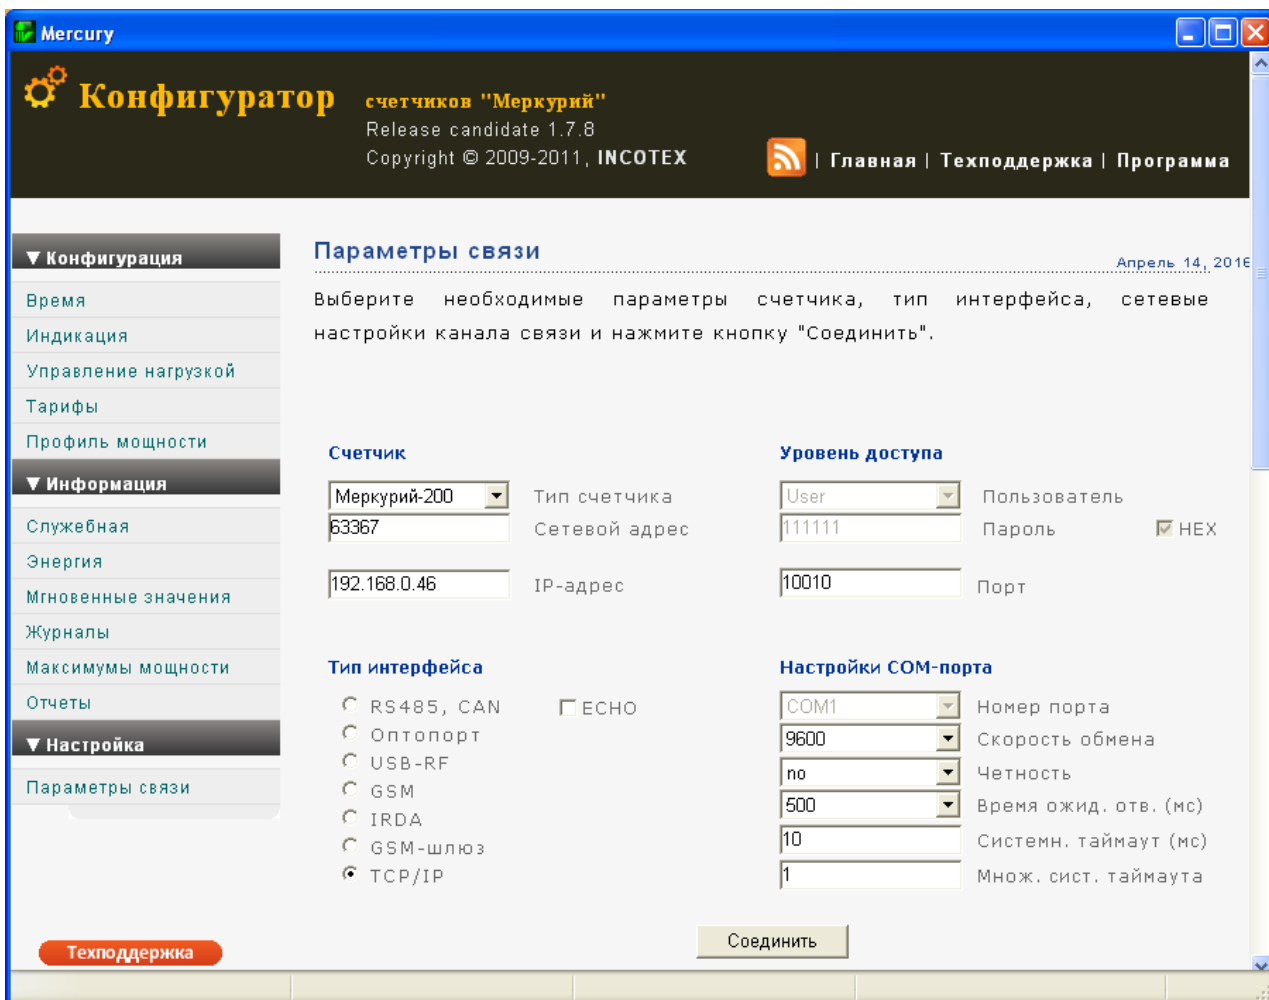 Mercury
Конфигуратор
счетчиков "Меркурий"
Release candidate 1.7.8
Copyright © 2009-2011, INCOTEX
| Главная | Техподдержка | Программа
▼ Конфигурация
Время
Индикация
Управление нагрузкой
Тарифы
Профиль мощности
▼ Информация
Служебная
Энергия
Мгновенные значения
Журналы
Максимумы мощности
Отчеты
▼ Настройка
Параметры связи
Техподдержка
Параметры связи
Апрель 14, 2016
Выберите необходимые параметры счетчика, тип интерфейса, сетевые
настройки канала связи и нажмите кнопку "Соединить".
Счетчик
Меркурий-200 Тип счетчика
63367 Сетевой адрес
192.168.0.46 IP-адрес
Уровень доступа
User Пользователь
111111 Пароль HEX
10010 Порт
Тип интерфейса
RS485, CAN ECHO
Оптопорт
USB-RF
GSM
IRDA
GSM-шлюз
TCP/IP
Настройки COM-порта
COM1 Номер порта
9600 Скорость обмена
no Четность
500 Время ожид. отв. (мс)
10 Системн. таймаут (мс)
1 Множ. сист. таймаута
Соединить